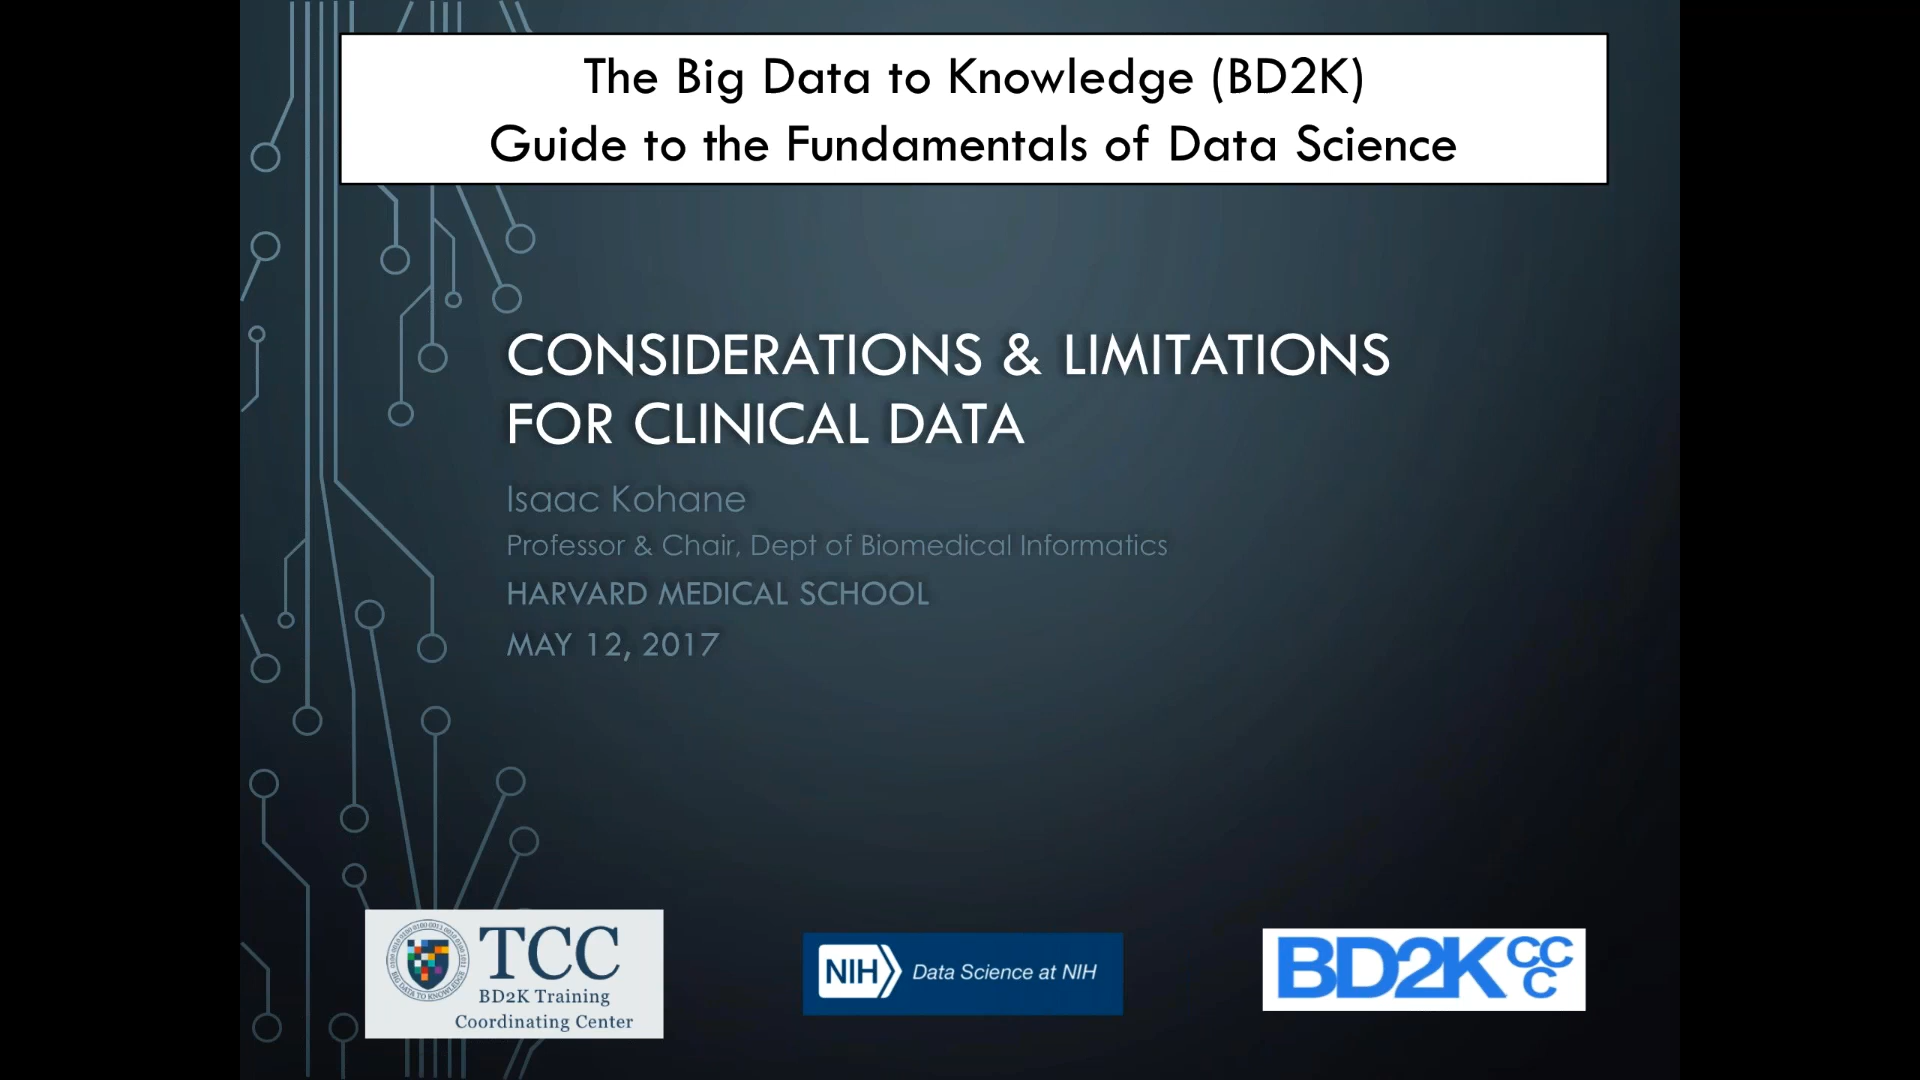 The Big Data to Knowledge (BD2K)
Guide to the Fundamentals of Data Science
CONSIDERATIONS & LIMITATIONS
FOR CLINICAL DATA
Isaac Kohane
Professor & Chair, Dept of Biomedical Informatics
HARVARD MEDICAL SCHOOL
MAY 12, 2017
TCC
BD2K Training
Coordinating Center
NIH Data Science at NIH
BD2K CC
C